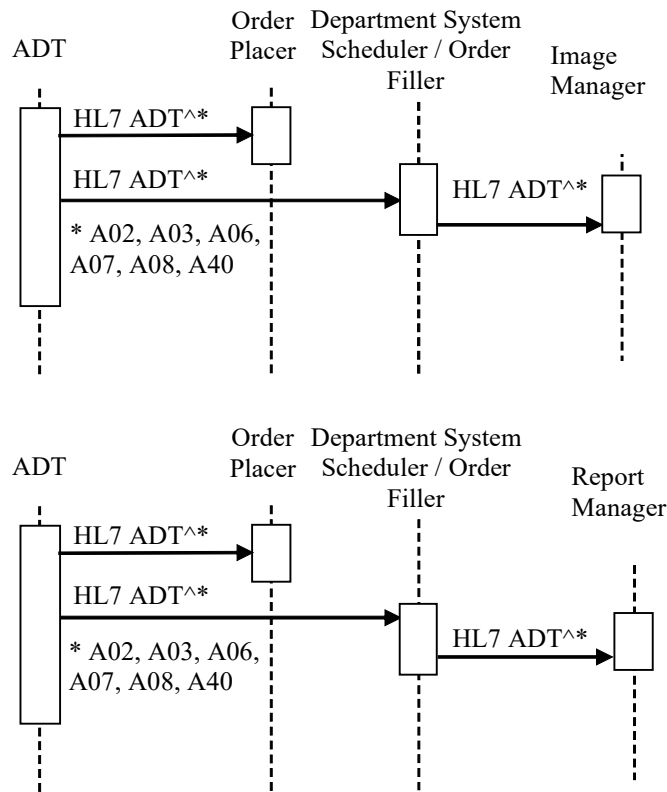 ADT
Order
Placer
Department System
Scheduler / Order
Filler
Image
Manager
HL7 ADT^*
HL7 ADT^*
HL7 ADT^*
* A02, A03, A06,
A07, A08, A40
ADT
Order
Placer
Department System
Scheduler / Order
Filler
Report
Manager
HL7 ADT^*
HL7 ADT^*
HL7 ADT^*
* A02, A03, A06,
A07, A08, A40